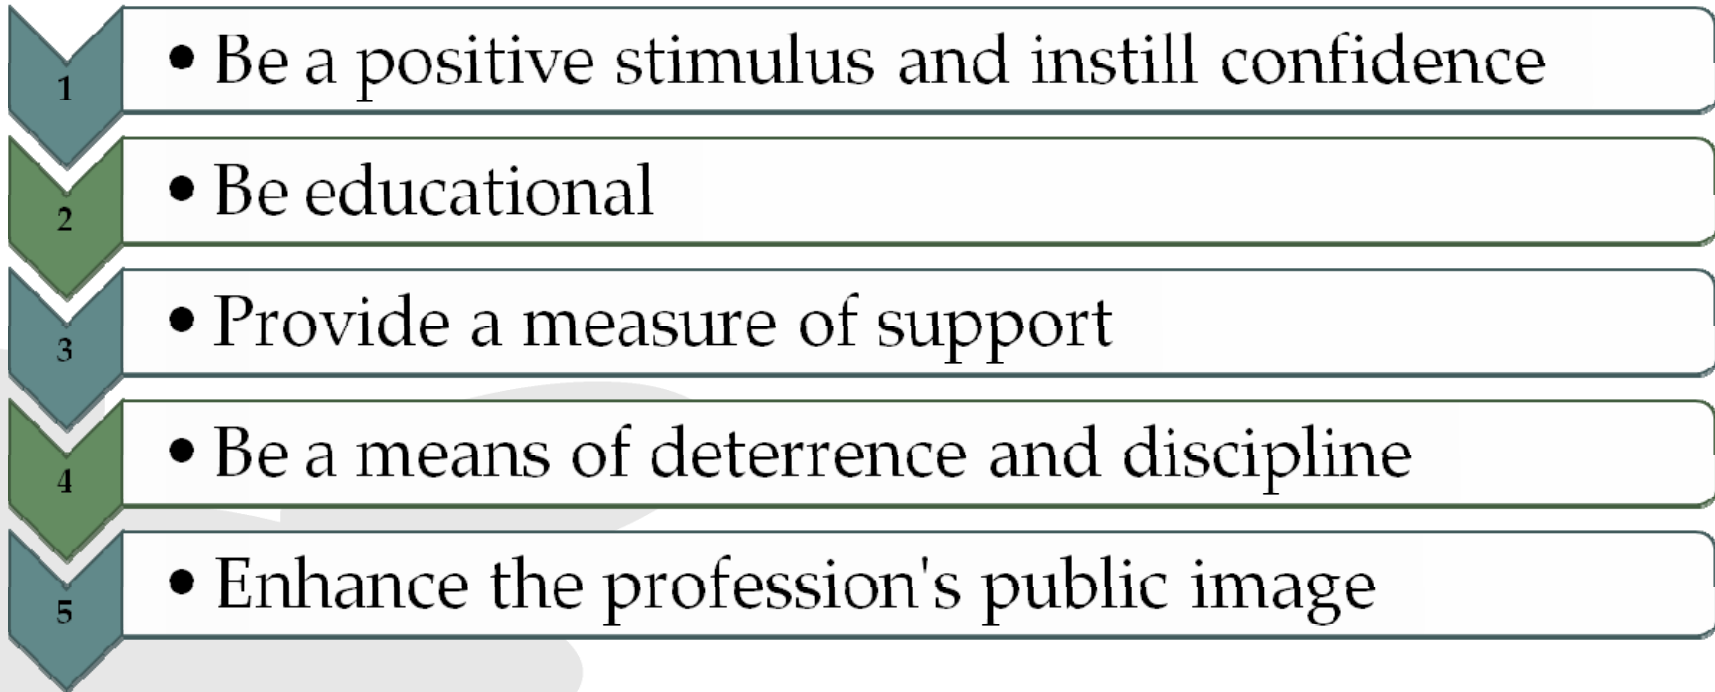 1
• Be a positive stimulus and instill confidence
2
• Be educational
3
• Provide a measure of support
4
• Be a means of deterrence and discipline
5
• Enhance the profession's public image